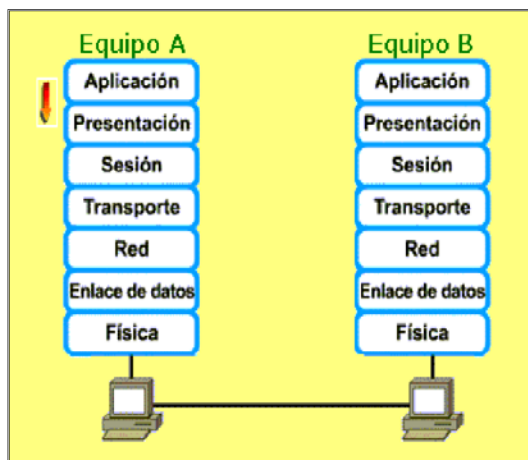 Equipo A
Aplicación
Presentación
Sesión
Transporte
Red
Enlace de datos
Física
Equipo B
Aplicación
Presentación
Sesión
Transporte
Red
Enlace de datos
Física